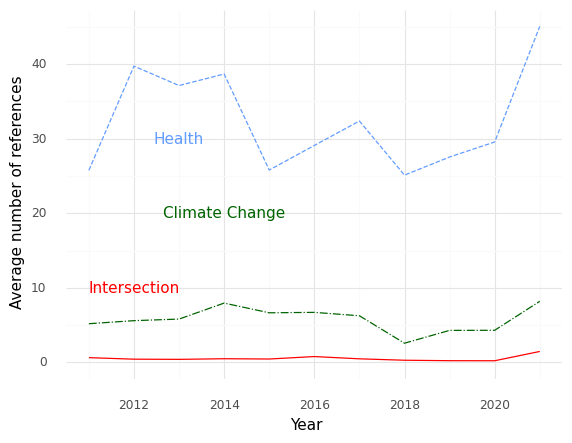 Average number of references
40
30
20
10
0
Health
Climate Change
Intersection
2012 2014 2016 2018 2020
Year